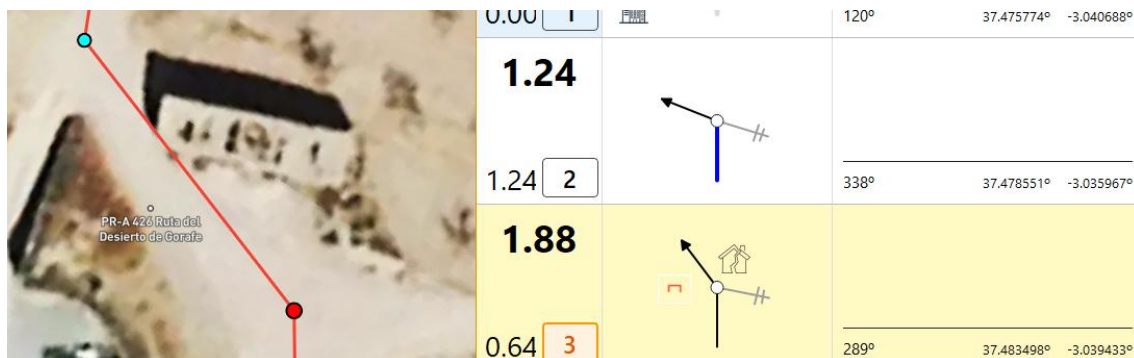 0.00 1 120º 37.475774º -3.040688º
1.24
1.24 2 338º 37.478551º -3.035967º
PR-A 426 Ruta del
Desierto de Gorafe
1.88
0.64 3 289º 37.483498º -3.039433º